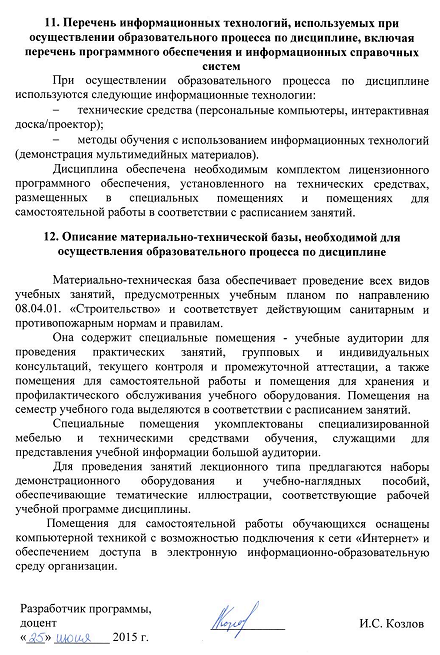 11. Перечень информационных технологий, используемых при
осуществлении образовательного процесса по дисциплине, включая
перечень программного обеспечения и информационных справочных
систем
При осуществлении образовательного процесса по дисциплине
используются следующие информационные технологии:
– технические средства (персональные компьютеры, интерактивная
доска/проектор);
– методы обучения с использованием информационных технологий
(демонстрация мультимедийных материалов).
Дисциплина обеспечена необходимым комплектом лицензионного
программного обеспечения, установленного на технических средствах,
размещенных в специальных помещениях и помещениях для
самостоятельной работы в соответствии с расписанием занятий.
12. Описание материально-технической базы, необходимой для
осуществления образовательного процесса по дисциплине
Материально-техническая база обеспечивает проведение всех видов
учебных занятий, предусмотренных учебным планом по направлению
08.04.01. «Строительство» и соответствует действующим санитарным и
противопожарным нормам и правилам.
Она содержит специальные помещения - учебные аудитории для
проведения практических занятий, групповых и индивидуальных
консультаций, текущего контроля и промежуточной аттестации, а также
помещения для самостоятельной работы и помещения для хранения и
профилактического обслуживания учебного оборудования. Помещения на
семестр учебного года выделяются в соответствии с расписанием занятий.
Специальные помещения укомплектованы специализированной
мебелью и техническими средствами обучения, служащими для
представления учебной информации большой аудитории.
Для проведения занятий лекционного типа предлагаются наборы
демонстрационного оборудования и учебно-наглядных пособий,
обеспечивающие тематические иллюстрации, соответствующие рабочей
учебной программе дисциплины.
Помещения для самостоятельной работы обучающихся оснащены
компьютерной техникой с возможностью подключения к сети «Интернет» и
обеспечением доступа в электронную информационно-образовательную
среду организации.
Разработчик программы,
доцент И.С. Козлов
«25» июня 2015 г.